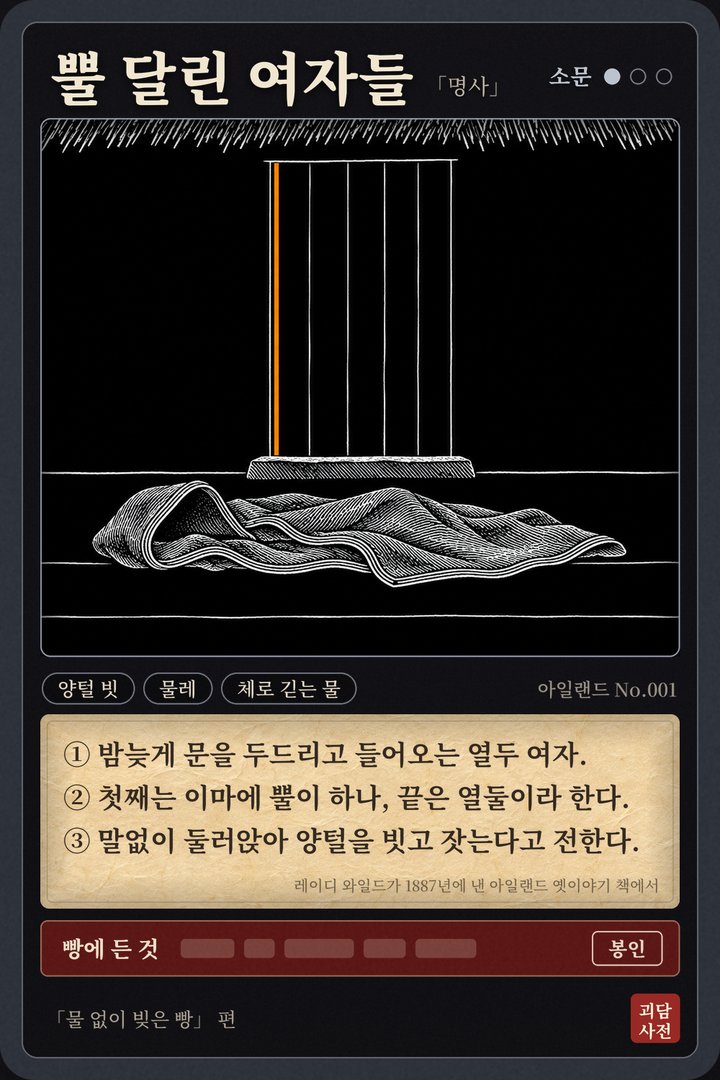 뿔 달린 여자들 「명사」 소문
양털 빗 물레 체로 긷는 물 아일랜드 No.001
① 밤늦게 문을 두드리고 들어오는 열두 여자.
② 첫째는 이마에 뿔이 하나, 끝은 열둘이라 한다.
③ 말없이 둘러앉아 양털을 빗고 잣는다고 전한다.
레이디 와일드가 1887년에 낸 아일랜드 옛이야기 책에서
빵에 든 것 봉인
「물 없이 빚은 빵」 편
괴담
사전